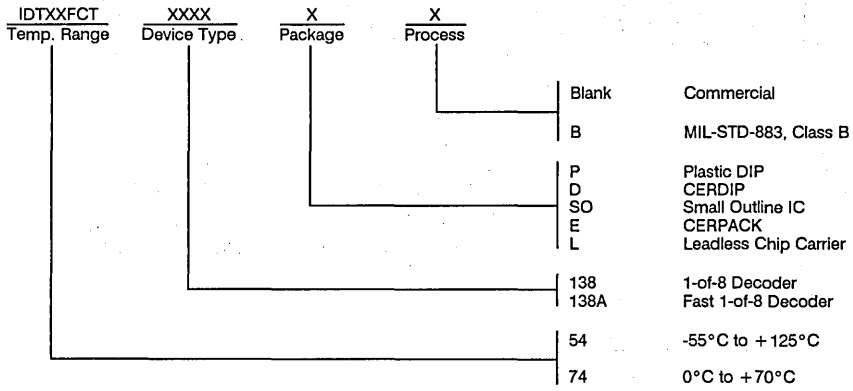 IDTXXFCT XXXX X X
Temp. Range Device Type Package Process
Blank Commercial
B MIL-STD-883, Class B
P Plastic DIP
D CERDIP
SO Small Outline IC
E CERPACK
L Leadless Chip Carrier
138 1-of-8 Decoder
138A Fast 1-of-8 Decoder
54 -55°C to +125°C
74 0°C to +70°C